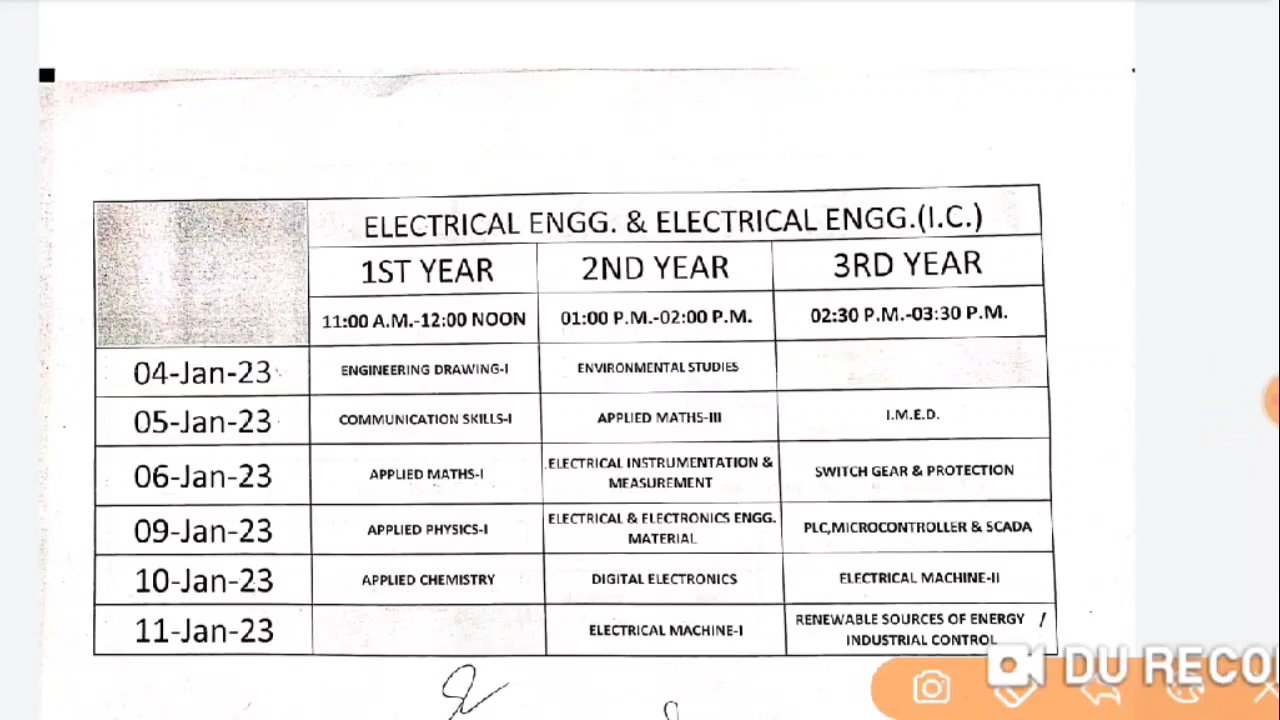 ELECTRICAL ENGG. & ELECTRICAL ENGG.(I.C.)
1ST YEAR 2ND YEAR 3RD YEAR
11:00 A.M.-12:00 NOON 01:00 P.M.-02:00 P.M. 02:30 P.M.-03:30 P.M.
04-Jan-23 ENGINEERING DRAWING-I ENVIRONMENTAL STUDIES
05-Jan-23 COMMUNICATION SKILLS-I APPLIED MATHS-III I.M.E.D.
06-Jan-23 APPLIED MATHS-I ELECTRICAL INSTRUMENTATION &
MEASUREMENT SWITCH GEAR & PROTECTION
09-Jan-23 APPLIED PHYSICS-I ELECTRICAL & ELECTRONICS ENGG.
MATERIAL PLC,MICROCONTROLLER & SCADA
10-Jan-23 APPLIED CHEMISTRY DIGITAL ELECTRONICS ELECTRICAL MACHINE-II
11-Jan-23 ELECTRICAL MACHINE-I RENEWABLE SOURCES OF ENERGY /
INDUSTRIAL CONTROL
DU RECO